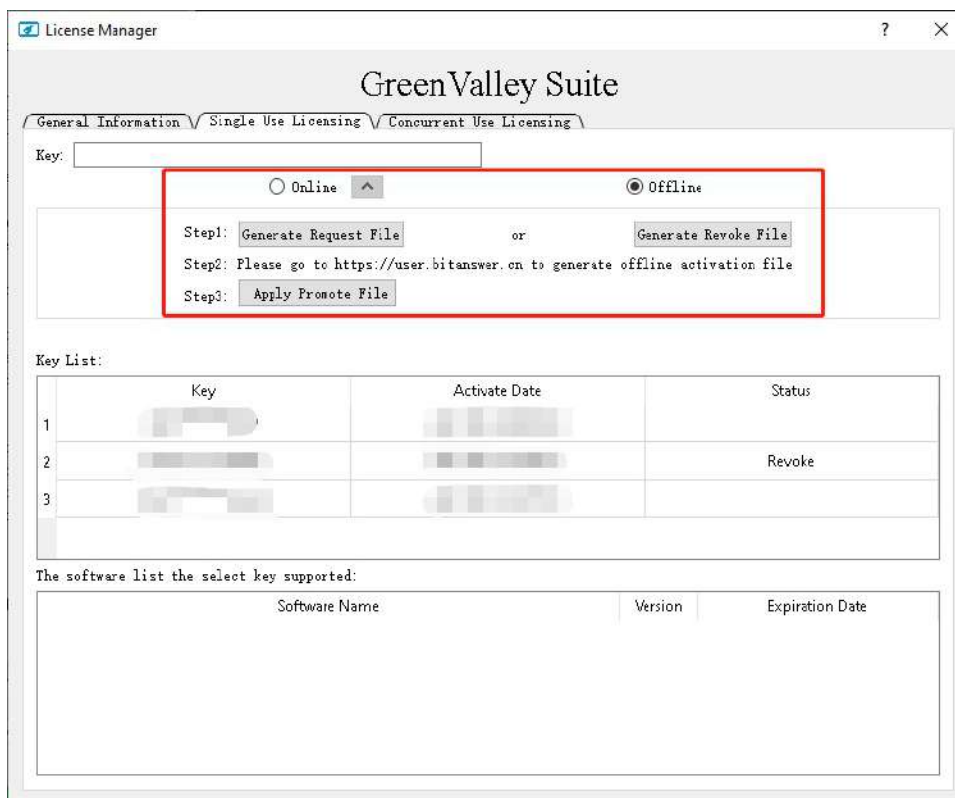 License Manager
GreenValley Suite
General Information Single Use Licensing Concurrent Use Licensing
Key:
Online Offline
Step1: Generate Request File or Generate Revoke File
Step2: Please go to https://user.bitanswer.cn to generate offline activation file
Step3: Apply Promote File
Key List:
Key Activate Date Status
1
2 Revoke
3
The software list the select key supported:
Software Name Version Expiration Date